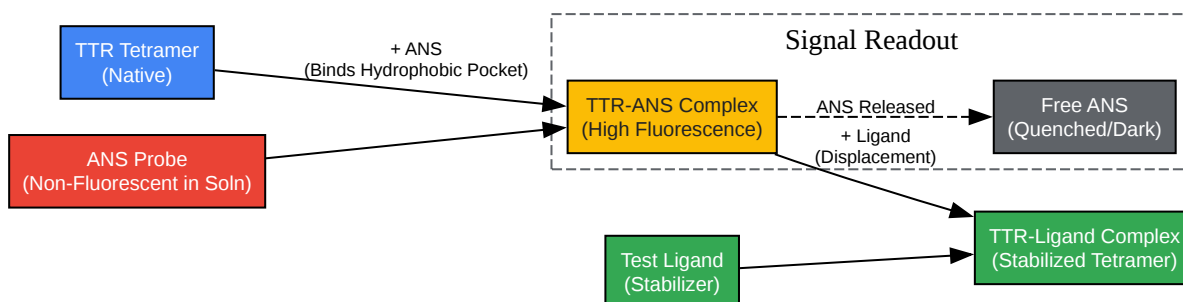 Signal Readout
TTR Tetramer
(Native)
+ ANS
(Binds Hydrophobic Pocket)
TTR-ANS Complex
(High Fluorescence)
ANS Released
Free ANS
(Quenched/Dark)
+ Ligand
(Displacement)
ANS Probe
(Non-Fluorescent in Soln)
Test Ligand
(Stabilizer)
TTR-Ligand Complex
(Stabilized Tetramer)